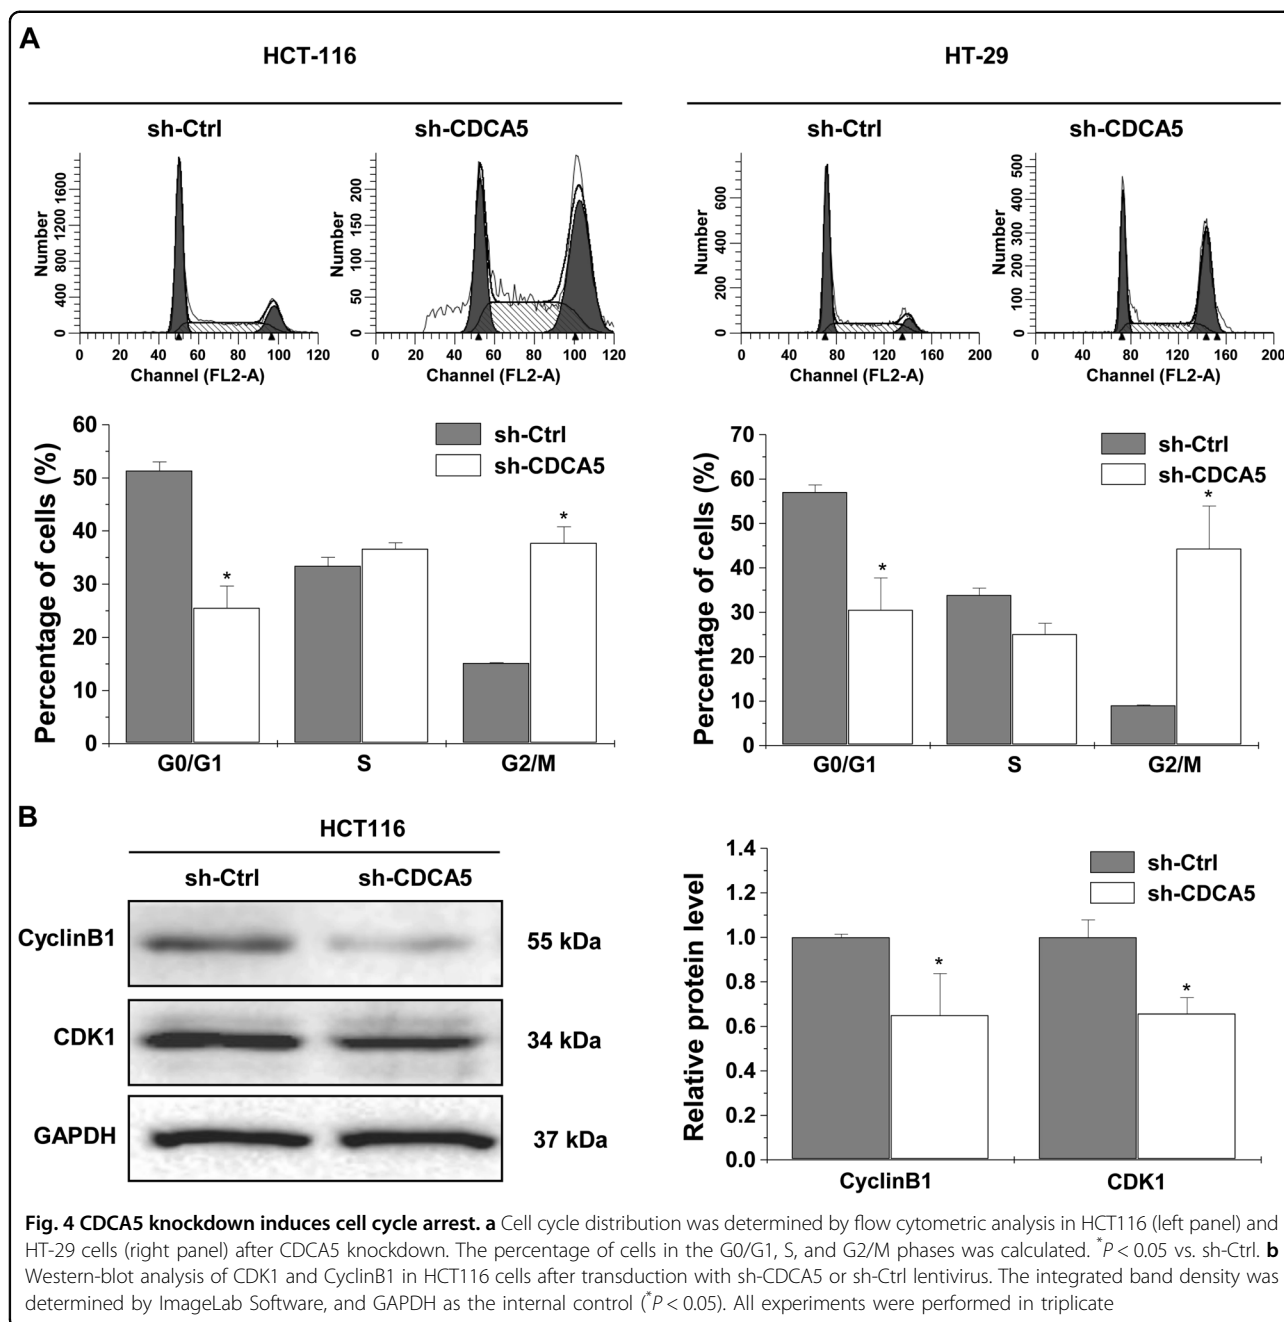 A
HCT-116
HT-29
sh-Ctrl
sh-CDCA5
sh-Ctrl
sh-CDCA5
Number
0 400 800 1200 1600
0 20 40 60 80 100 120
Channel (FL2-A)
Number
0 50 100 150 200
0 20 40 60 80 100 120
Channel (FL2-A)
Number
0 200 400 600
0 40 80 120 160 200
Channel (FL2-A)
Number
0 100 200 300 400 500
0 40 80 120 160 200
Channel (FL2-A)
Percentage of cells (%)
60
50
40
30
20
10
0
sh-Ctrl
sh-CDCA5
*
*
G0/G1 S G2/M
Percentage of cells (%)
70
60
50
40
30
20
10
0
sh-Ctrl
sh-CDCA5
*
*
G0/G1 S G2/M
B
HCT116
sh-Ctrl sh-CDCA5
CyclinB1 55 kDa
CDK1 34 kDa
GAPDH 37 kDa
Relative protein level
1.4
1.2
1.0
0.8
0.6
0.4
0.2
0.0
sh-Ctrl
sh-CDCA5
*
*
CyclinB1 CDK1
Fig. 4 CDCA5 knockdown induces cell cycle arrest. a Cell cycle distribution was determined by flow cytometric analysis in HCT116 (left panel) and
HT-29 cells (right panel) after CDCA5 knockdown. The percentage of cells in the G0/G1, S, and G2/M phases was calculated. *P < 0.05 vs. sh-Ctrl. b
Western-blot analysis of CDK1 and CyclinB1 in HCT116 cells after transduction with sh-CDCA5 or sh-Ctrl lentivirus. The integrated band density was
determined by ImageLab Software, and GAPDH as the internal control (*P < 0.05). All experiments were performed in triplicate